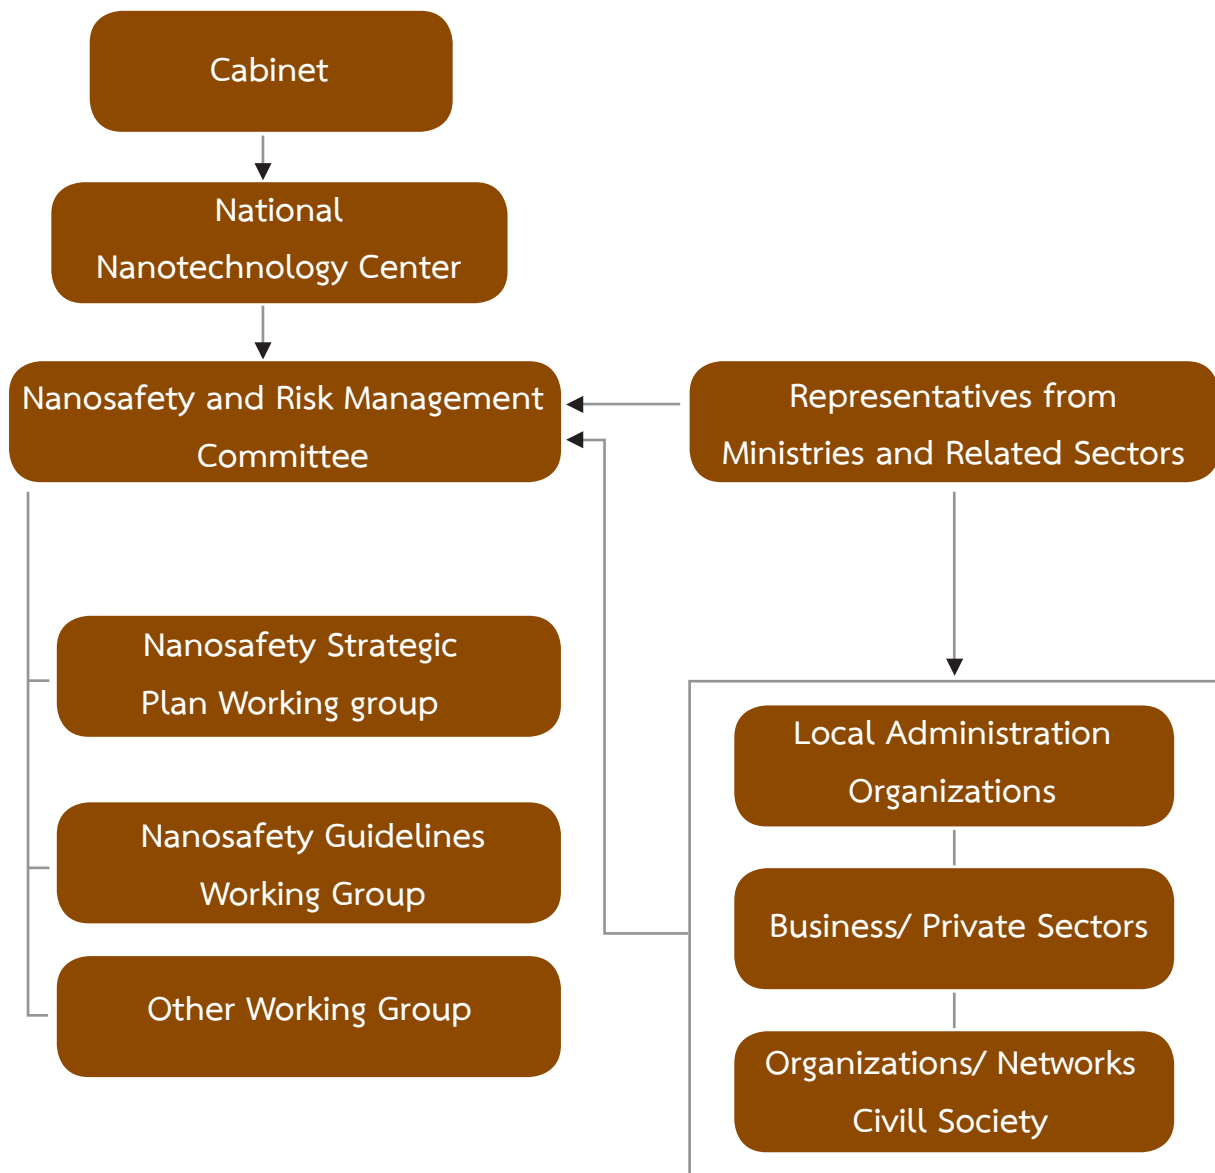 Cabinet
National
Nanotechnology Center
Nanosafety and Risk Management
Committee
Representatives from
Ministries and Related Sectors
Nanosafety Strategic
Plan Working group
Nanosafety Guidelines
Working Group
Other Working Group
Local Administration
Organizations
Business/ Private Sectors
Organizations/ Networks
Civill Society